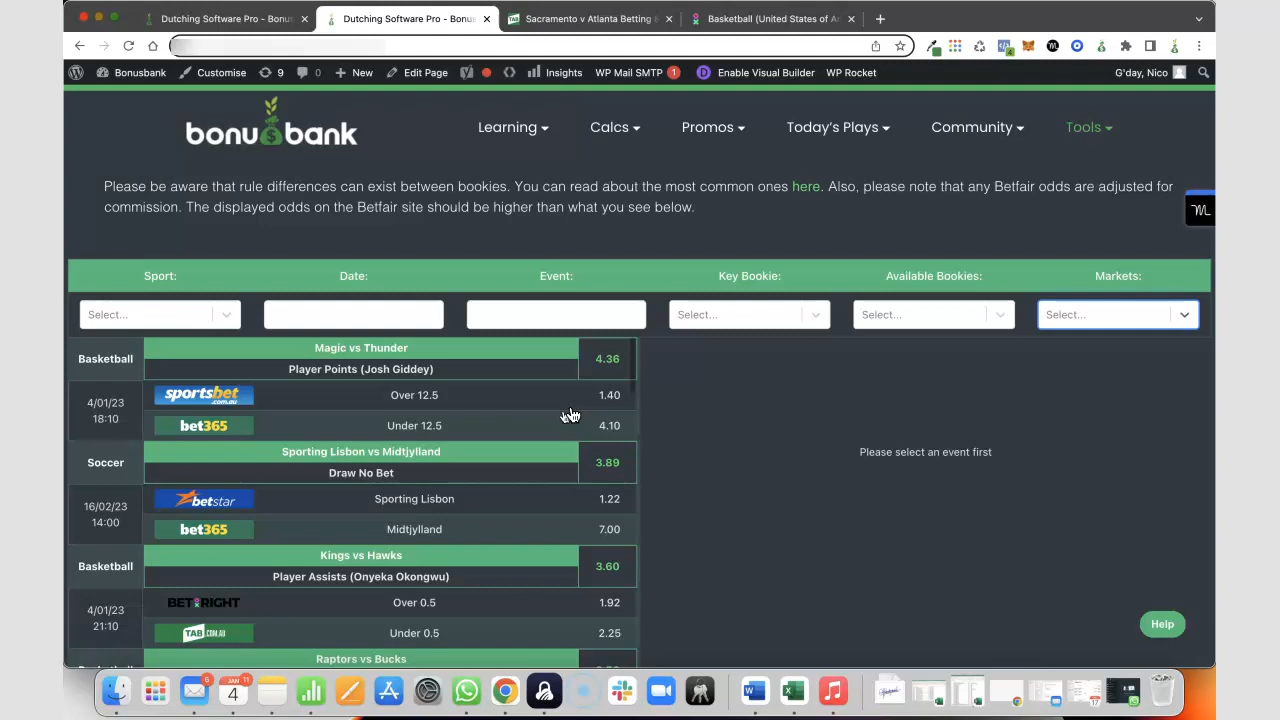 Dutching Software Pro - Bonus
Dutching Software Pro - Bonus
Sacramento v Atlanta Betting
Basketball (United States of A
Bonusbank
Customise
9
0
New
Edit Page
Insights
WP Mail SMTP 1
Enable Visual Builder
WP Rocket
G'day, Nico
bonusbank
Learning
Calcs
Promos
Today's Plays
Community
Tools
Please be aware that rule differences can exist between bookies. You can read about the most common ones here. Also, please note that any Betfair odds are adjusted for
commission. The displayed odds on the Betfair site should be higher than what you see below.
Sport: Date: Event: Key Bookie: Available Bookies: Markets:
Select... Select... Select... Select...
Basketball
Magic vs Thunder
Player Points (Josh Giddey)
4.36
4/01/23
18:10
sportsbet.com.au Over 12.5 1.40
bet365 Under 12.5 4.10
Soccer
Sporting Lisbon vs Midtjylland
Draw No Bet
3.89
16/02/23
14:00
betstar Sporting Lisbon 1.22
bet365 Midtjylland 7.00
Basketball
Kings vs Hawks
Player Assists (Onyeka Okongwu)
3.60
4/01/23
21:10
BETRIGHT Over 0.5 1.92
TAB.COM.AU Under 0.5 2.25
Raptors vs Bucks
Please select an event first
Help
6
JAN
4
11